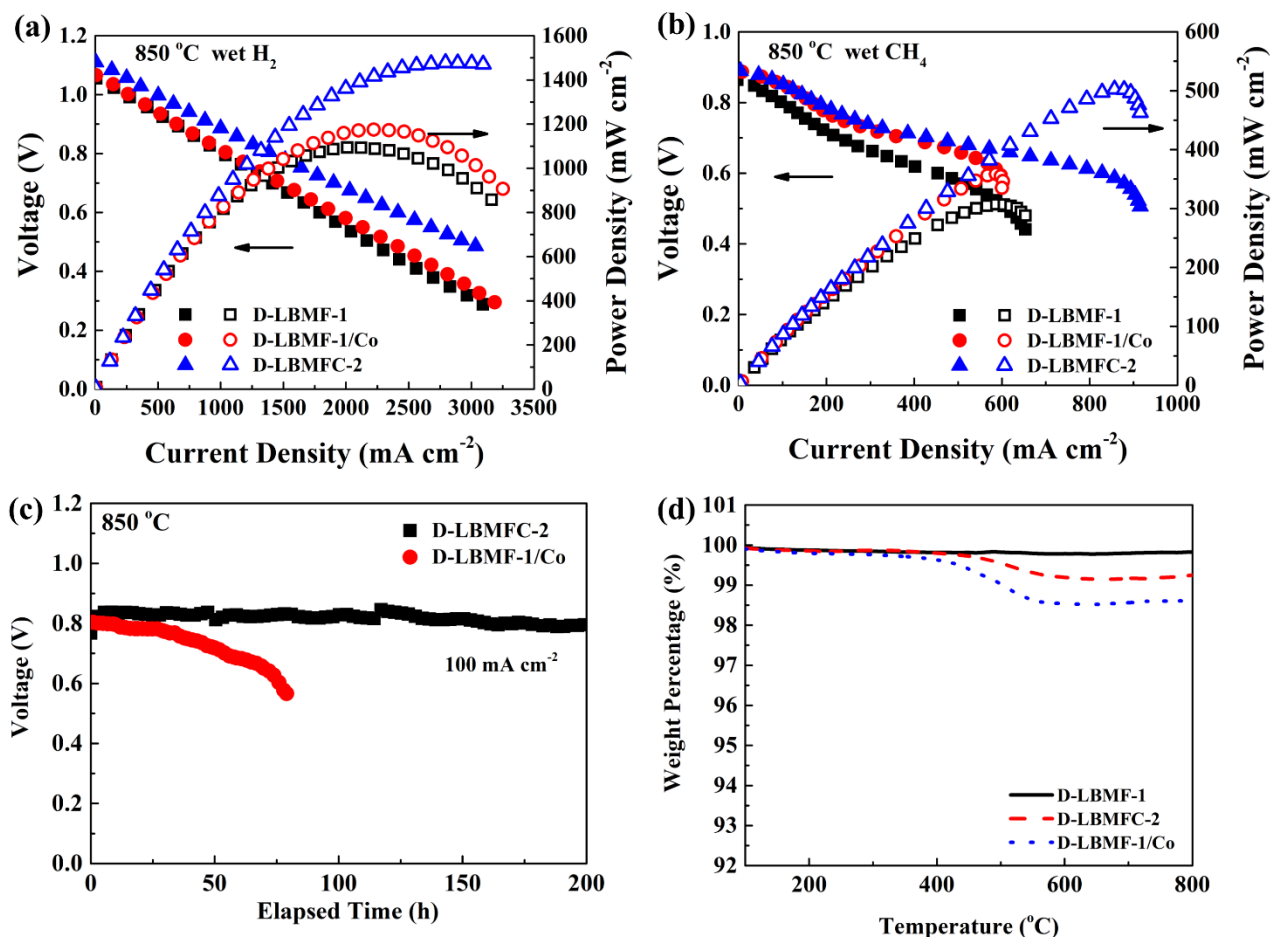 (a)
850 °C wet H2
Voltage (V)
1.2
1.0
0.8
0.6
0.4
0.2
0.0
1600
1400
1200
1000
800
600
400
200
0
Power Density (mW cm-2)
D-LBMF-1
D-LBMF-1/Co
D-LBMFC-2
0 500 1000 1500 2000 2500 3000 3500
Current Density (mA cm-2)
(b)
850 °C wet CH4
Voltage (V)
1.0
0.8
0.6
0.4
0.2
0.0
600
500
400
300
200
100
0
Power Density (mW cm-2)
D-LBMF-1
D-LBMF-1/Co
D-LBMFC-2
0 200 400 600 800 1000
Current Density (mA cm-2)
(c)
850 °C
Voltage (V)
1.2
1.0
0.8
0.6
0.4
0.2
0.0
D-LBMFC-2
D-LBMF-1/Co
100 mA cm-2
0 50 100 150 200
Elapsed Time (h)
(d)
Weight Percentage (%)
101
100
99
98
97
96
95
94
93
92
D-LBMF-1
D-LBMFC-2
D-LBMF-1/Co
200 400 600 800
Temperature (°C)